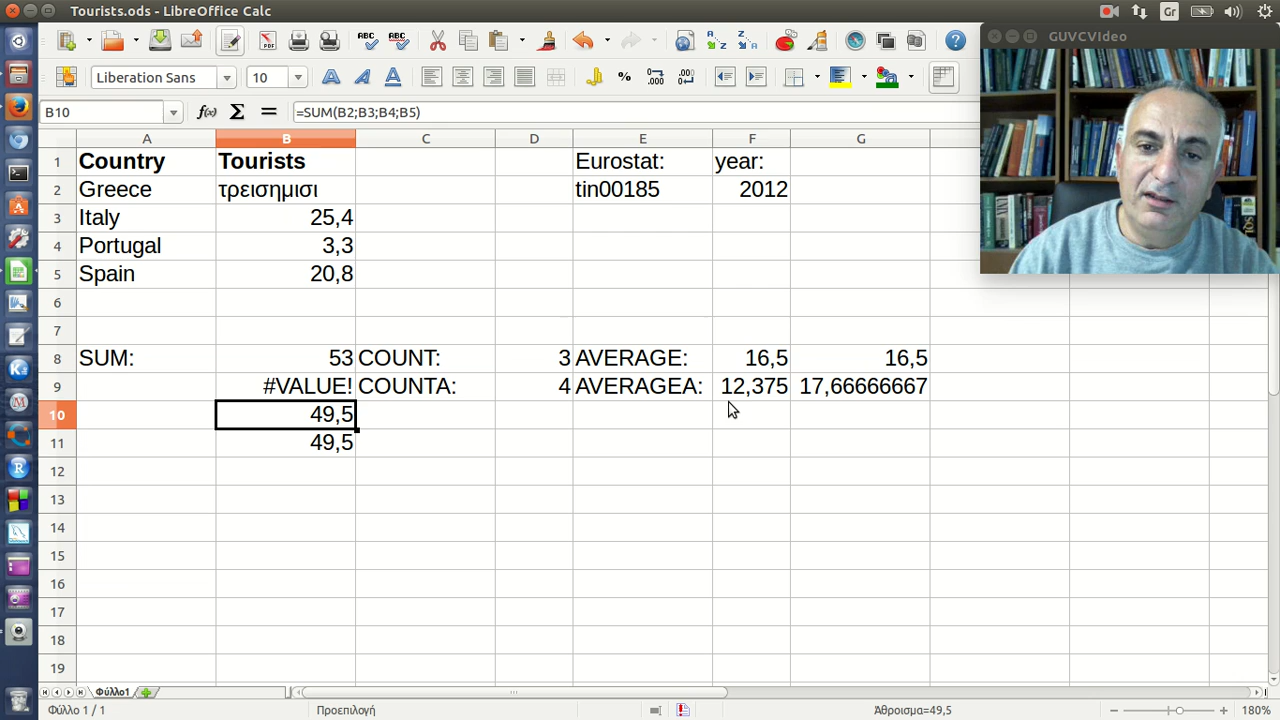 Tourists.ods - LibreOffice Calc
Gr
GUVCVIdeo
Liberation Sans 10
B10 =SUM(B2;B3;B4;B5)
A B C D E F G
1 Country Tourists Eurostat: year:
2 Greece τρεισημισι tin00185 2012
3 Italy 25,4
4 Portugal 3,3
5 Spain 20,8
6
7
8 SUM: 53 COUNT: 3 AVERAGE: 16,5 16,5
9 #VALUE! COUNTA: 4 AVERAGEA: 12,375 17,66666667
10 49,5
11 49,5
12
13
14
15
16
17
18
19
Φύλλο1
Φύλλο 1 / 1 Προεπιλογή Άθροισμα=49,5 180%